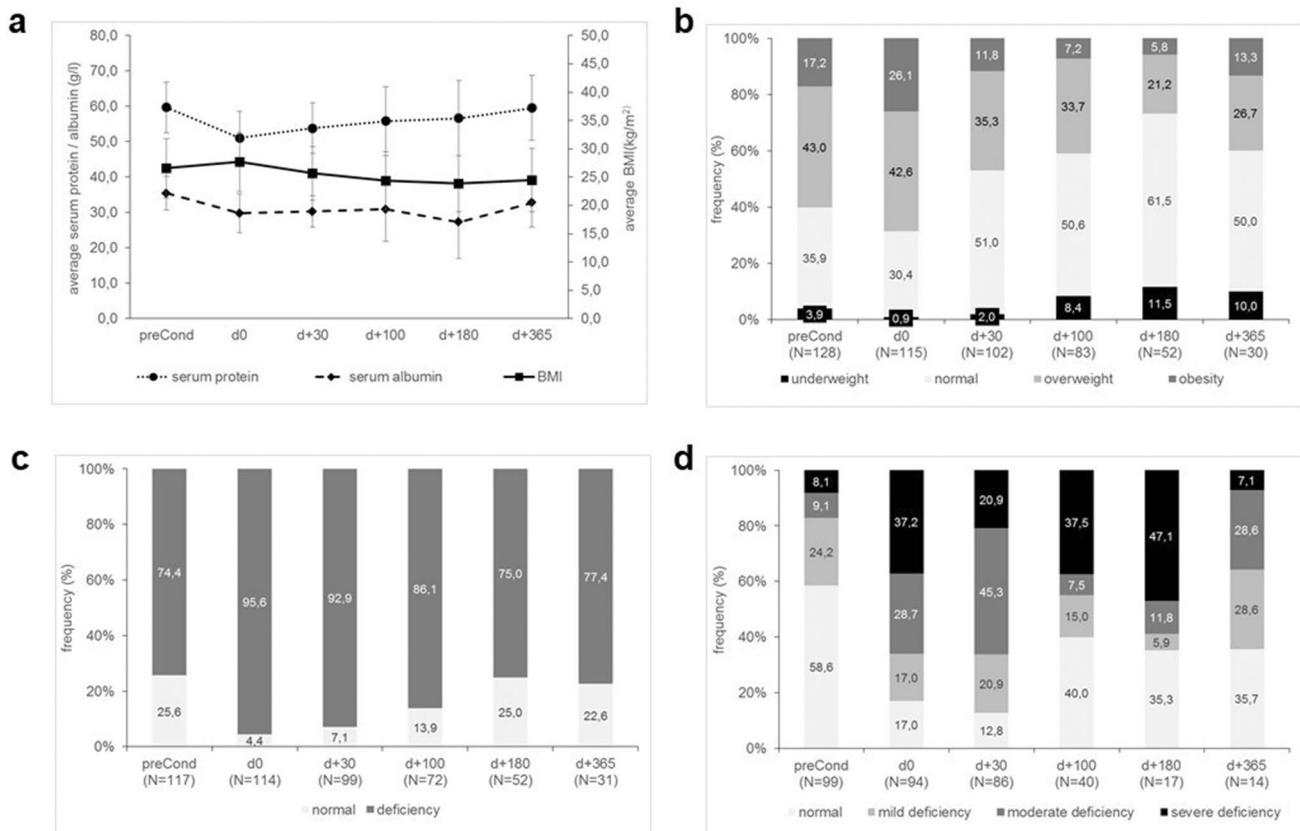 a
80,0
70,0
60,0
50,0
40,0
30,0
20,0
10,0
0,0
average serum protein / albumin (g/l)
50,0
45,0
40,0
35,0
30,0
25,0
20,0
15,0
10,0
5,0
0,0
average BMI(kg/m²)
preCond d0 d+30 d+100 d+180 d+365
serum protein serum albumin BMI
b
100%
80%
60%
40%
20%
0%
frequency (%)
17,2 26,1 11,8 7,2 5,8 13,3
43,0 42,6 35,3 33,7 21,2 26,7
35,9 30,4 51,0 50,6 61,5 50,0
3,9 0,9 2,0 8,4 11,5 10,0
preCond d0 d+30 d+100 d+180 d+365
(N=128) (N=115) (N=102) (N=83) (N=52) (N=30)
underweight normal overweight obesity
c
100%
80%
60%
40%
20%
0%
frequency (%)
74,4 95,6 92,9 86,1 75,0 77,4
25,6 4,4 7,1 13,9 25,0 22,6
preCond d0 d+30 d+100 d+180 d+365
(N=117) (N=114) (N=99) (N=72) (N=52) (N=31)
normal deficiency
d
100%
80%
60%
40%
20%
0%
frequency (%)
8,1 37,2 20,9 37,5 47,1 7,1
9,1 28,7 45,3 7,5 11,8 28,6
24,2 17,0 20,9 15,0 5,9 28,6
58,6 17,0 12,8 40,0 35,3 35,7
preCond d0 d+30 d+100 d+180 d+365
(N=99) (N=94) (N=86) (N=40) (N=17) (N=14)
normal mild deficiency moderate deficiency severe deficiency